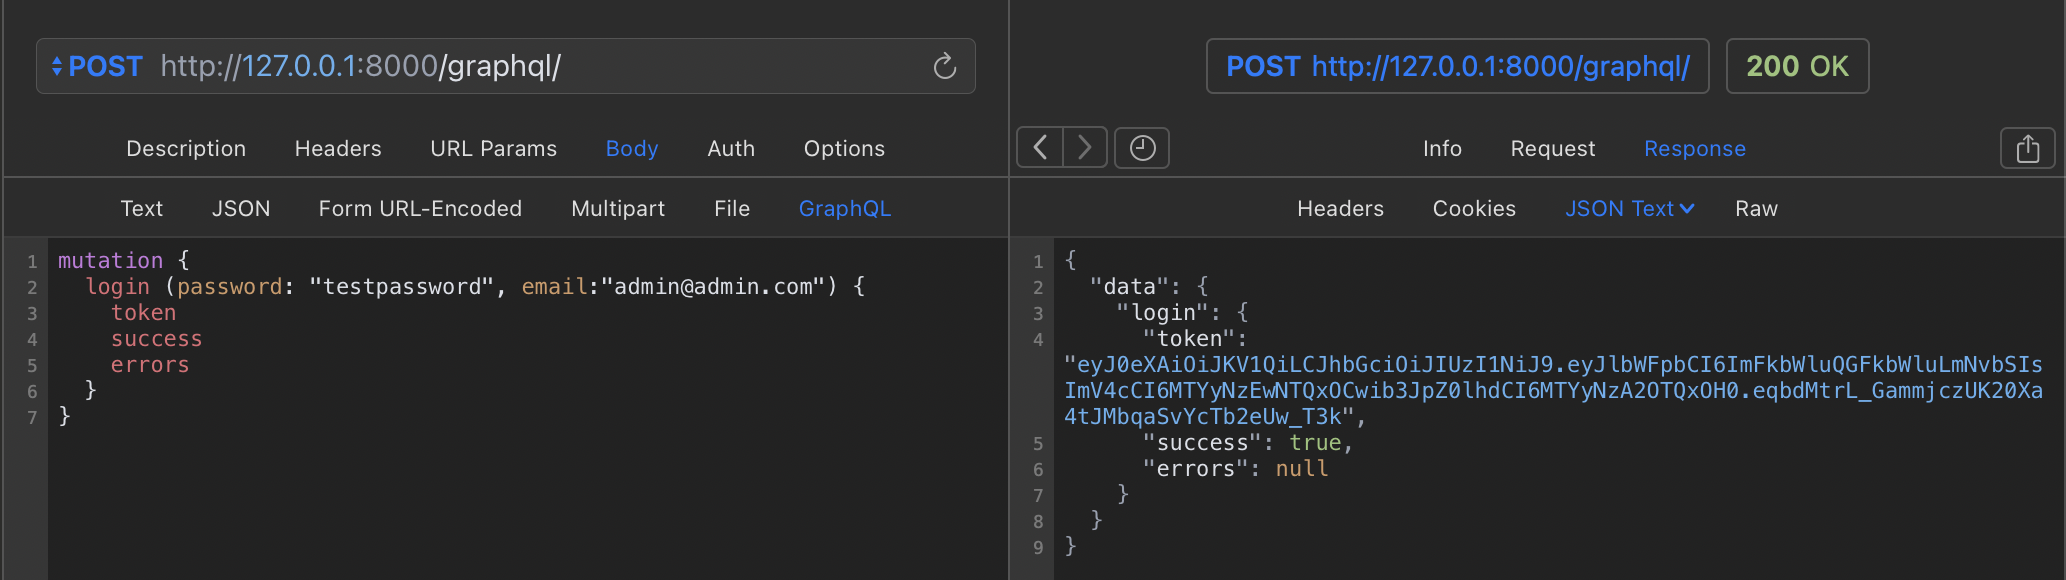 POST http://127.0.0.1:8000/graphql/
Description Headers URL Params Body Auth Options
Text JSON Form URL-Encoded Multipart File GraphQL
1 mutation {
2 login (password: "testpassword", email:"admin@admin.com") {
3 token
4 success
5 errors
6 }
7 }
POST http://127.0.0.1:8000/graphql/ 200 OK
Info Request Response
Headers Cookies JSON Text Raw
1 {
2 "data": {
3 "login": {
4 "token":
"eyJ0eXAiOiJKV1QiLCJhbGciOiJIUzI1NiJ9.eyJlbWFpbCI6ImFkbWluQGFkbWluLmNvbSIs
ImV4cCI6MTYyNzEwNTQxOCwib3JpZ0lhdCI6MTYyNzA2OTQxOH0.eqbdMtrL_GammjczUK20Xa
4tJMbqaSvYcTb2eUw_T3k",
5 "success": true,
6 "errors": null
7 }
8 }
9 }